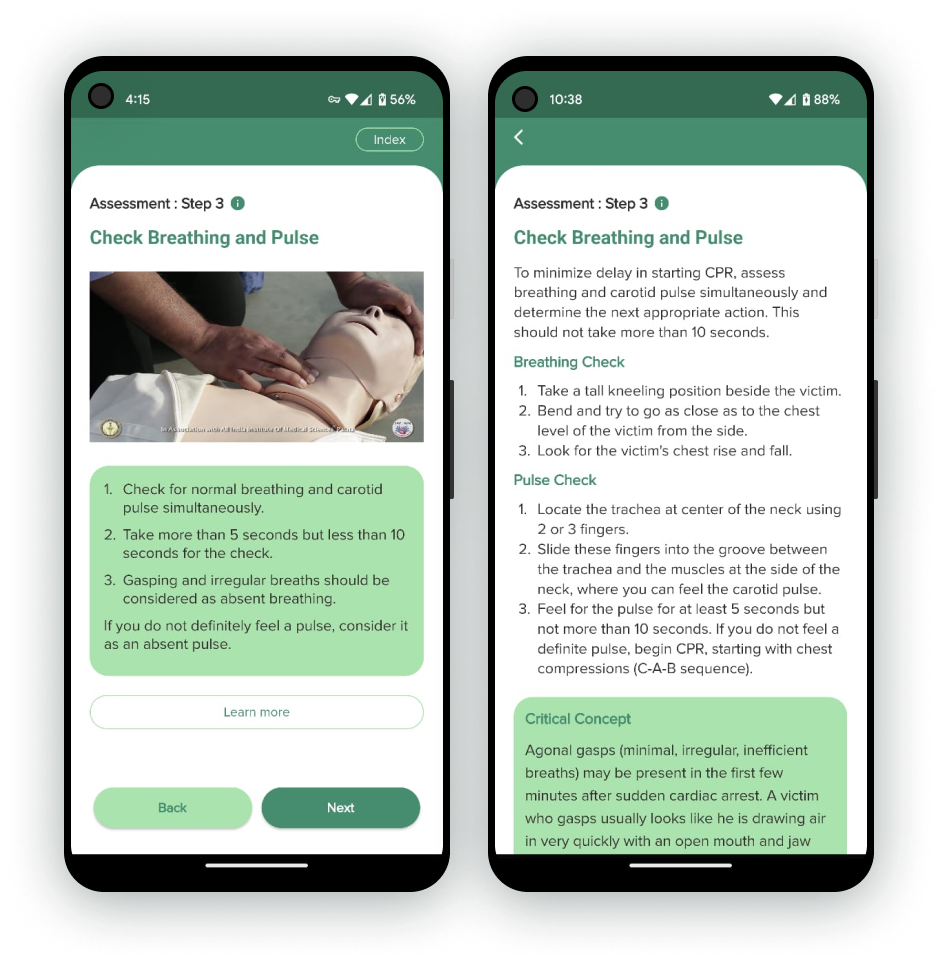 4:15
56%
Index
Assessment : Step 3
Check Breathing and Pulse
In Association with All India Institute Of Medical Sciences, Patna
1. Check for normal breathing and carotid
pulse simultaneously.
2. Take more than 5 seconds but less than 10
seconds for the check.
3. Gasping and irregular breaths should be
considered as absent breathing.
If you do not definitely feel a pulse, consider it
as an absent pulse.
Learn more
Back
Next
10:38
88%
Assessment : Step 3
Check Breathing and Pulse
To minimize delay in starting CPR, assess
breathing and carotid pulse simultaneously and
determine the next appropriate action. This
should not take more than 10 seconds.
Breathing Check
1. Take a tall kneeling position beside the victim.
2. Bend and try to go as close as to the chest
level of the victim from the side.
3. Look for the victim's chest rise and fall.
Pulse Check
1. Locate the trachea at center of the neck using
2 or 3 fingers.
2. Slide these fingers into the groove between
the trachea and the muscles at the side of the
neck, where you can feel the carotid pulse.
3. Feel for the pulse for at least 5 seconds but
not more than 10 seconds. If you do not feel a
definite pulse, begin CPR, starting with chest
compressions (C-A-B sequence).
Critical Concept
Agonal gasps (minimal, irregular, inefficient
breaths) may be present in the first few
minutes after sudden cardiac arrest. A victim
who gasps usually looks like he is drawing air
in very quickly with an open mouth and jaw